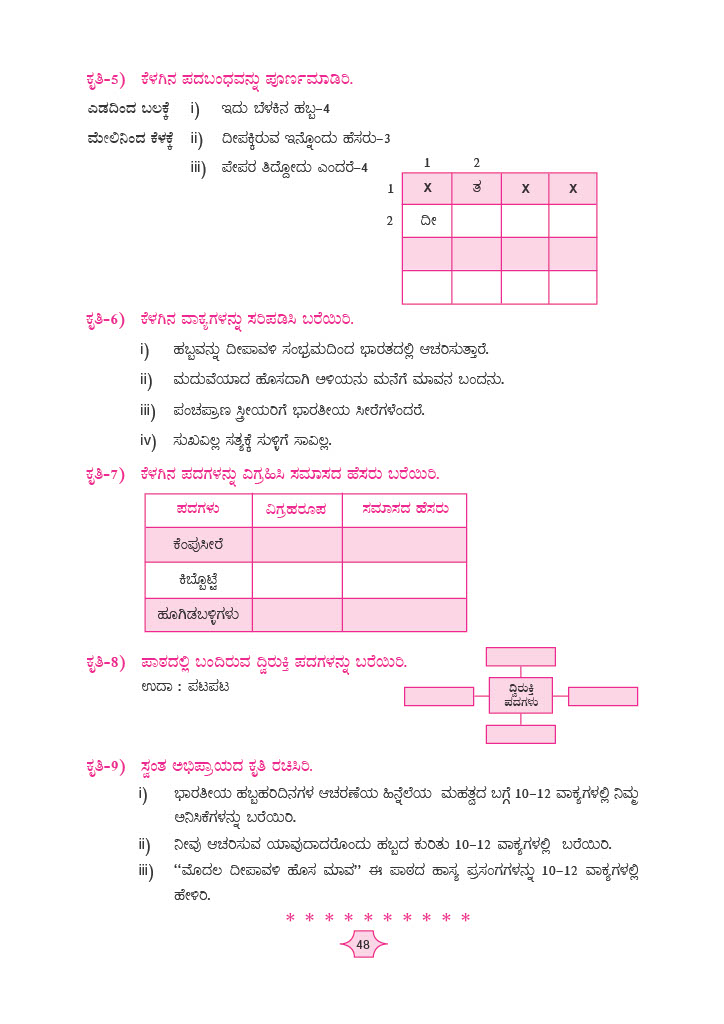 ಕೃತಿ-5) ಕೆಳಗಿನ ಪದಬಂಧವನ್ನು ಪೂರ್ಣಮಾಡಿರಿ.
ಎಡದಿಂದ ಬಲಕ್ಕೆ i) ಇದು ಬೆಳಕಿನ ಹಬ್ಬ-4
ಮೇಲಿನಿಂದ ಕೆಳಕ್ಕೆ ii) ದೀಪಕ್ಕಿರುವ ಇನ್ನೊಂದು ಹೆಸರು-3
iii) ಪೇಪರ ತಿದ್ದೋದು ಎಂದರೆ-4
1 2
1 X ತ X X
2 ದೀ
ಕೃತಿ-6) ಕೆಳಗಿನ ವಾಕ್ಯಗಳನ್ನು ಸರಿಪಡಿಸಿ ಬರೆಯಿರಿ.
i) ಹಬ್ಬವನ್ನು ದೀಪಾವಳಿ ಸಂಭ್ರಮದಿಂದ ಭಾರತದಲ್ಲಿ ಆಚರಿಸುತ್ತಾರೆ.
ii) ಮದುವೆಯಾದ ಹೊಸದಾಗಿ ಅಳಿಯನು ಮನೆಗೆ ಮಾವನ ಬಂದನು.
iii) ಪಂಚಪ್ರಾಣ ಸ್ತ್ರೀಯರಿಗೆ ಭಾರತೀಯ ಸೀರೆಗಳೆಂದರೆ.
iv) ಸುಖವಿಲ್ಲ ಸತ್ಯಕ್ಕೆ ಸುಳ್ಳಿಗೆ ಸಾವಿಲ್ಲ.
ಕೃತಿ-7) ಕೆಳಗಿನ ಪದಗಳನ್ನು ವಿಗ್ರಹಿಸಿ ಸಮಾಸದ ಹೆಸರು ಬರೆಯಿರಿ.
ಪದಗಳು ವಿಗ್ರಹರೂಪ ಸಮಾಸದ ಹೆಸರು
ಕೆಂಪುಸೀರೆ
ಕಿಬ್ಬೊಟ್ಟೆ
ಹೂಗಿಡಬಳ್ಳಿಗಳು
ಕೃತಿ-8) ಪಾಠದಲ್ಲಿ ಬಂದಿರುವ ದ್ವಿರುಕ್ತಿ ಪದಗಳನ್ನು ಬರೆಯಿರಿ.
ಉದಾ : ಪಟಪಟ
ದ್ವಿರುಕ್ತಿ
ಪದಗಳು
ಕೃತಿ-9) ಸ್ವಂತ ಅಭಿಪ್ರಾಯದ ಕೃತಿ ರಚಿಸಿರಿ.
i) ಭಾರತೀಯ ಹಬ್ಬಹರಿದಿನಗಳ ಆಚರಣೆಯ ಹಿನ್ನೆಲೆಯ ಮಹತ್ವದ ಬಗ್ಗೆ 10-12 ವಾಕ್ಯಗಳಲ್ಲಿ ನಿಮ್ಮ
ಅನಿಸಿಕೆಗಳನ್ನು ಬರೆಯಿರಿ.
ii) ನೀವು ಆಚರಿಸುವ ಯಾವುದಾದರೊಂದು ಹಬ್ಬದ ಕುರಿತು 10-12 ವಾಕ್ಯಗಳಲ್ಲಿ ಬರೆಯಿರಿ.
iii) “ಮೊದಲ ದೀಪಾವಳಿ ಹೊಸ ಮಾವ” ಈ ಪಾಠದ ಹಾಸ್ಯ ಪ್ರಸಂಗಗಳನ್ನು 10-12 ವಾಕ್ಯಗಳಲ್ಲಿ
ಹೇಳಿರಿ.
* * * * * * * * * *
48